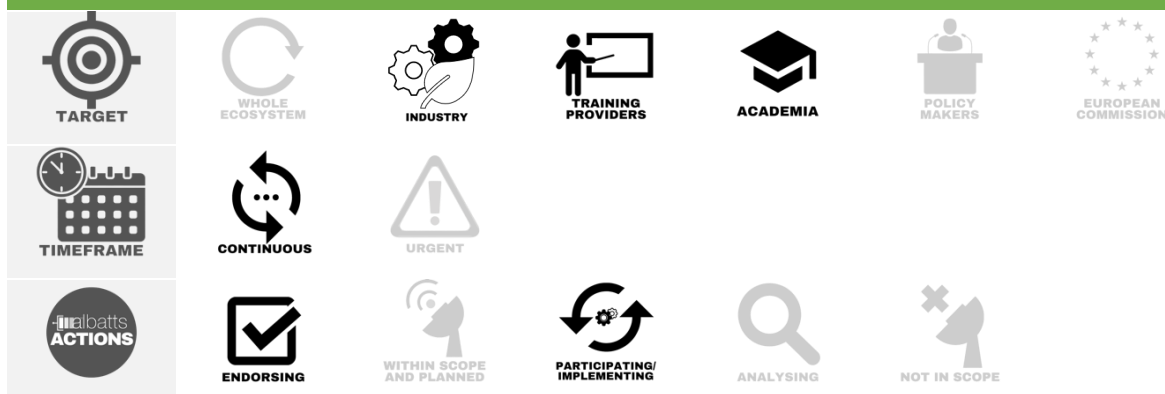 TARGET
WHOLE
ECOSYSTEM
INDUSTRY
TRAINING
PROVIDERS
ACADEMIA
POLICY
MAKERS
EUROPEAN
COMMISSION
TIMEFRAME
CONTINUOUS
URGENT
albatts
ACTIONS
ENDORSING
WITHIN SCOPE
AND PLANNED
PARTICIPATING/
IMPLEMENTING
ANALYSING
NOT IN SCOPE